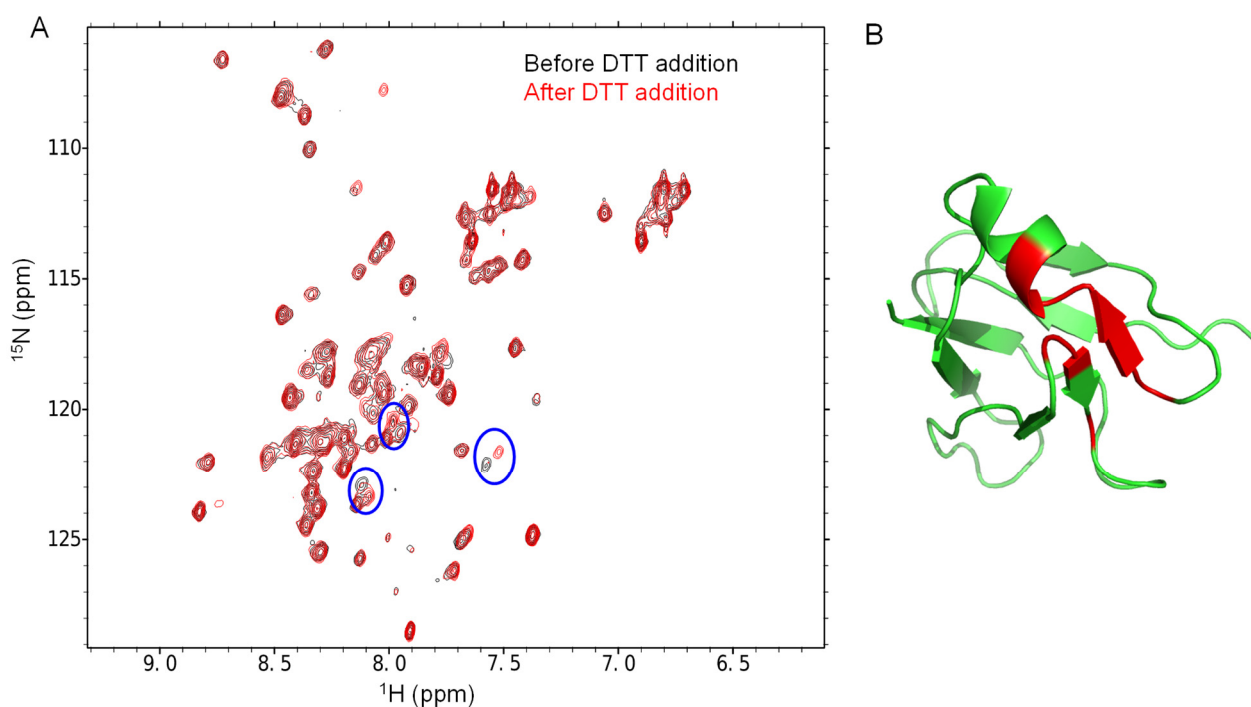 A
B
Before DTT addition
After DTT addition
110
115
120
125
¹⁵N (ppm)
9.0 8.5 8.0 7.5 7.0 6.5
¹H (ppm)